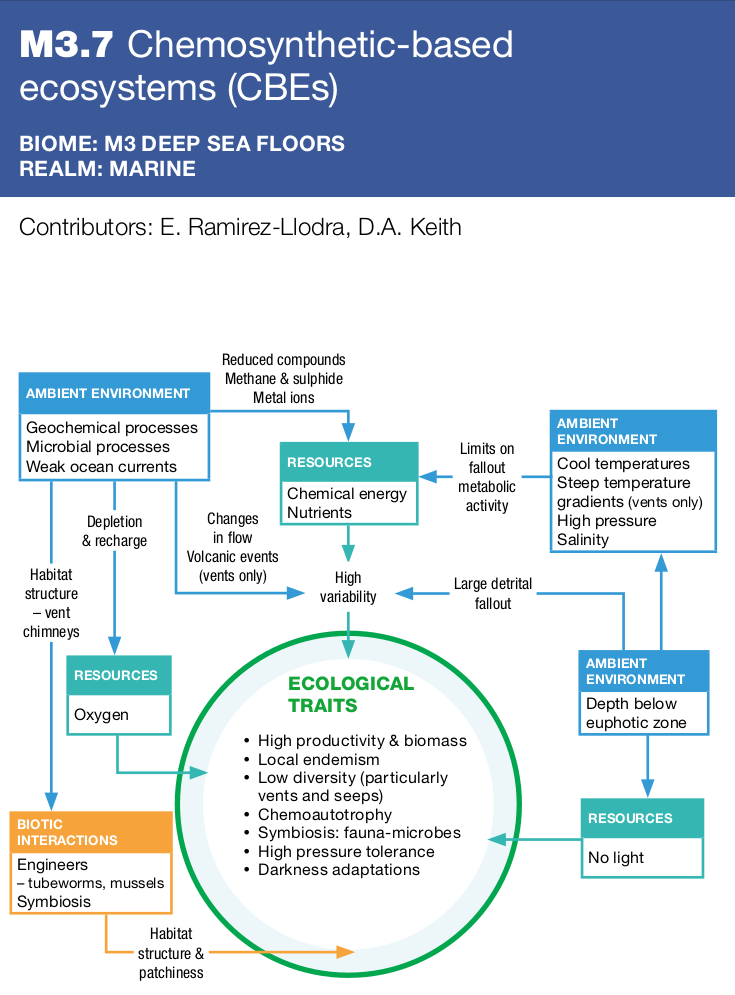 M3.7 Chemosynthetic-based
ecosystems (CBEs)
BIOME: M3 DEEP SEA FLOORS
REALM: MARINE
Contributors: E. Ramirez-Llodra, D.A. Keith
Reduced compounds
Methane & sulphide
Metal ions
AMBIENT ENVIRONMENT
Geochemical processes
Microbial processes
Weak ocean currents
RESOURCES
Chemical energy
Nutrients
Limits on
fallout
metabolic
activity
AMBIENT
ENVIRONMENT
Cool temperatures
Steep temperature
gradients (vents only)
High pressure
Salinity
Depletion
& recharge
Changes
in flow
Volcanic events
(vents only)
Habitat
structure
– vent
chimneys
High
variability
Large detrital
fallout
RESOURCES
Oxygen
AMBIENT
ENVIRONMENT
Depth below
euphotic zone
ECOLOGICAL
TRAITS
• High productivity & biomass
• Local endemism
• Low diversity (particularly
vents and seeps)
• Chemoautotrophy
• Symbiosis: fauna-microbes
• High pressure tolerance
• Darkness adaptations
RESOURCES
No light
BIOTIC
INTERACTIONS
Engineers
– tubeworms, mussels
Symbiosis
Habitat
structure &
patchiness